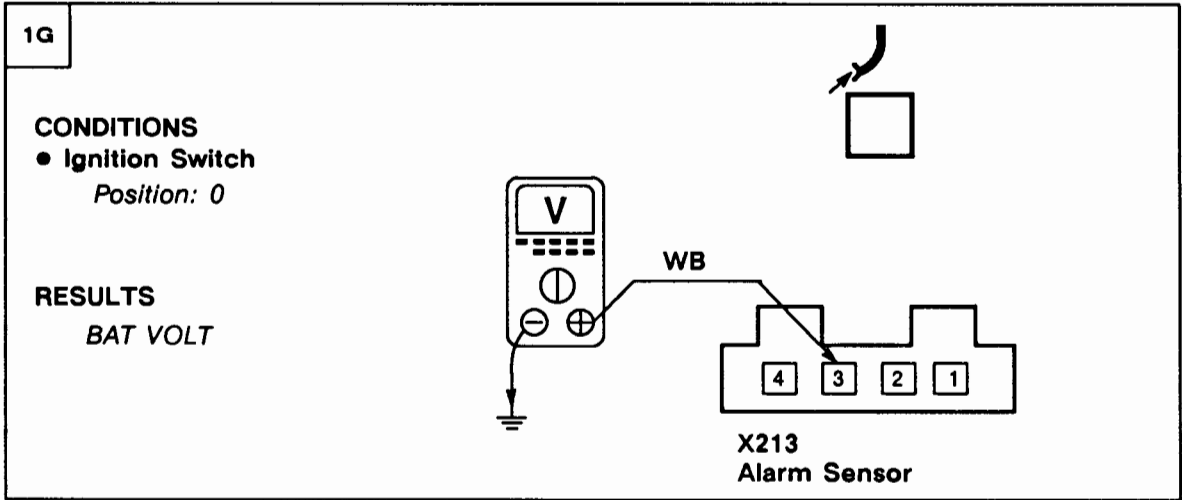 1G
CONDITIONS
● Ignition Switch
Position: 0
RESULTS
BAT VOLT
V
WB
4 3 2 1
X213
Alarm Sensor